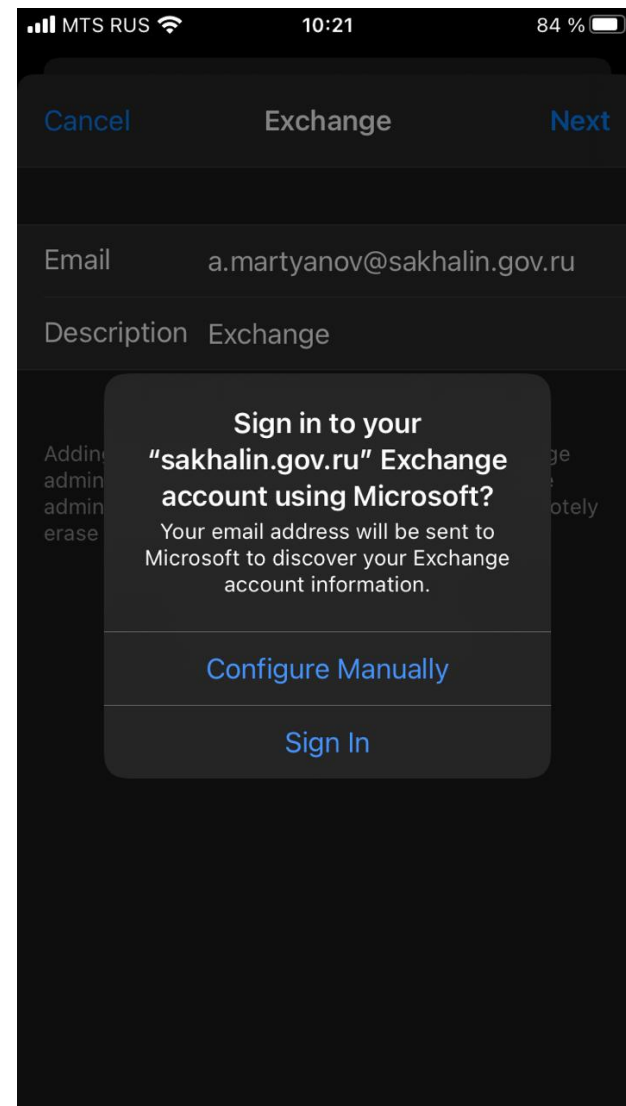 MTS RUS 10:21 84 %
Cancel Exchange Next
Email a.martyanov@sakhalin.gov.ru
Description Exchange
Sign in to your
“sakhalin.gov.ru” Exchange
account using Microsoft?
Your email address will be sent to
Microsoft to discover your Exchange
account information.
Configure Manually
Sign In
erase